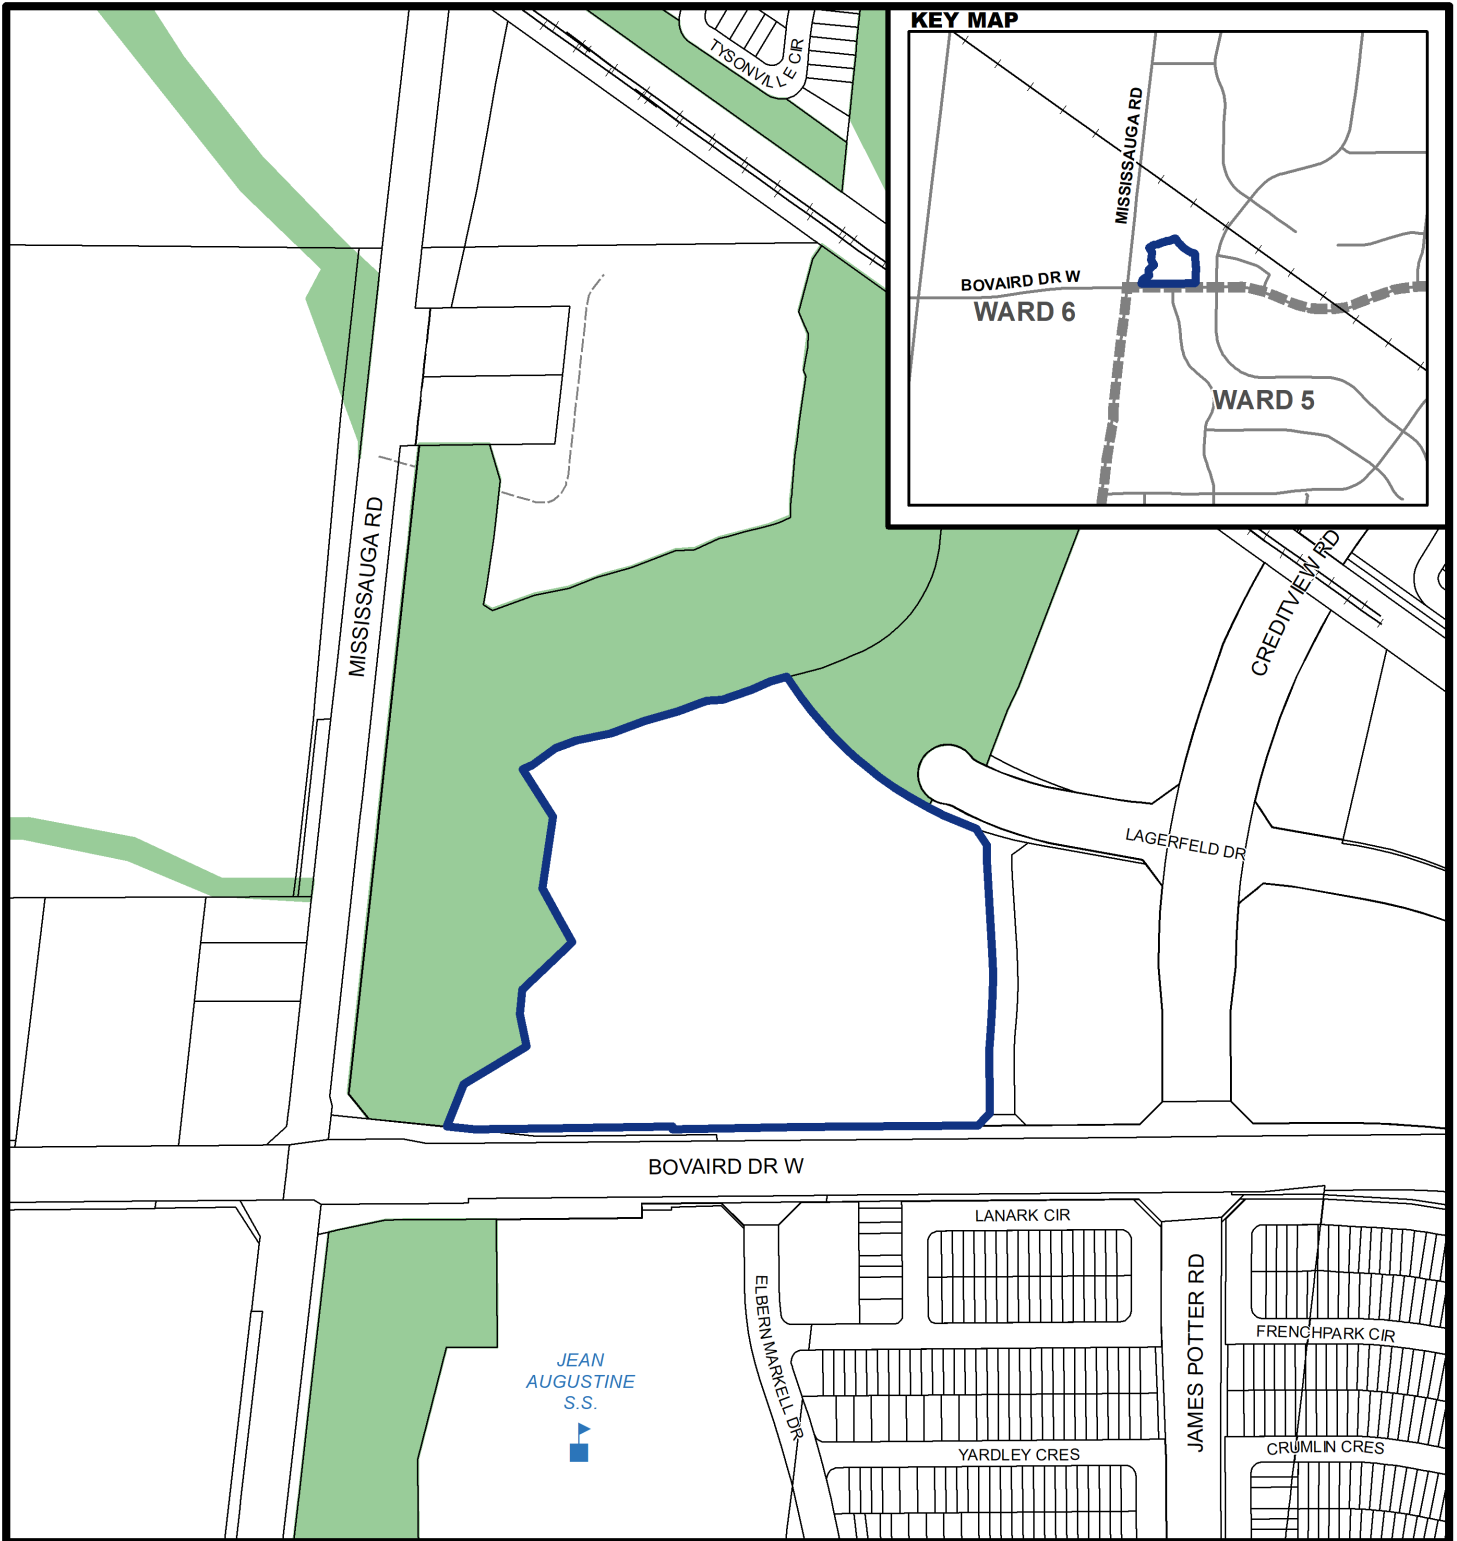 KEY MAP
TYSONVILLE CIR
MISSISSAUGA RD
BOVAIRD DR W
WARD 6
WARD 5
MISSISSAUGA RD
CREDITVIEW RD
LAGERFELD DR
BOVAIRD DR W
LANARK CIR
ELBERN MARKELL DR
JAMES POTTER RD
FRENCHPARK CIR
JEAN
AUGUSTINE
S.S.
YARDLEY CRES
CRUMLIN CRES